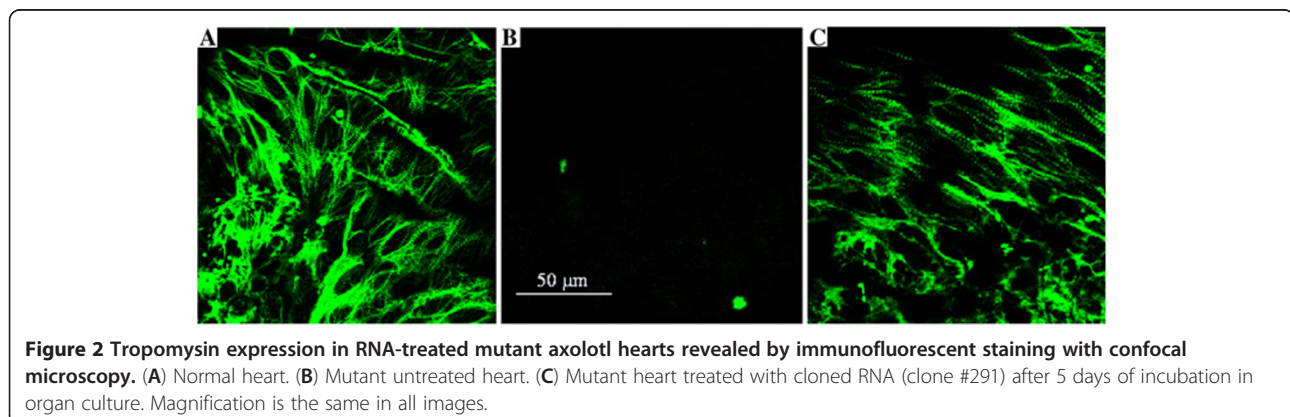 A
B
C
50 µm
Figure 2 Tropomysin expression in RNA-treated mutant axolotl hearts revealed by immunofluorescent staining with confocal
microscopy. (A) Normal heart. (B) Mutant untreated heart. (C) Mutant heart treated with cloned RNA (clone #291) after 5 days of incubation in
organ culture. Magnification is the same in all images.